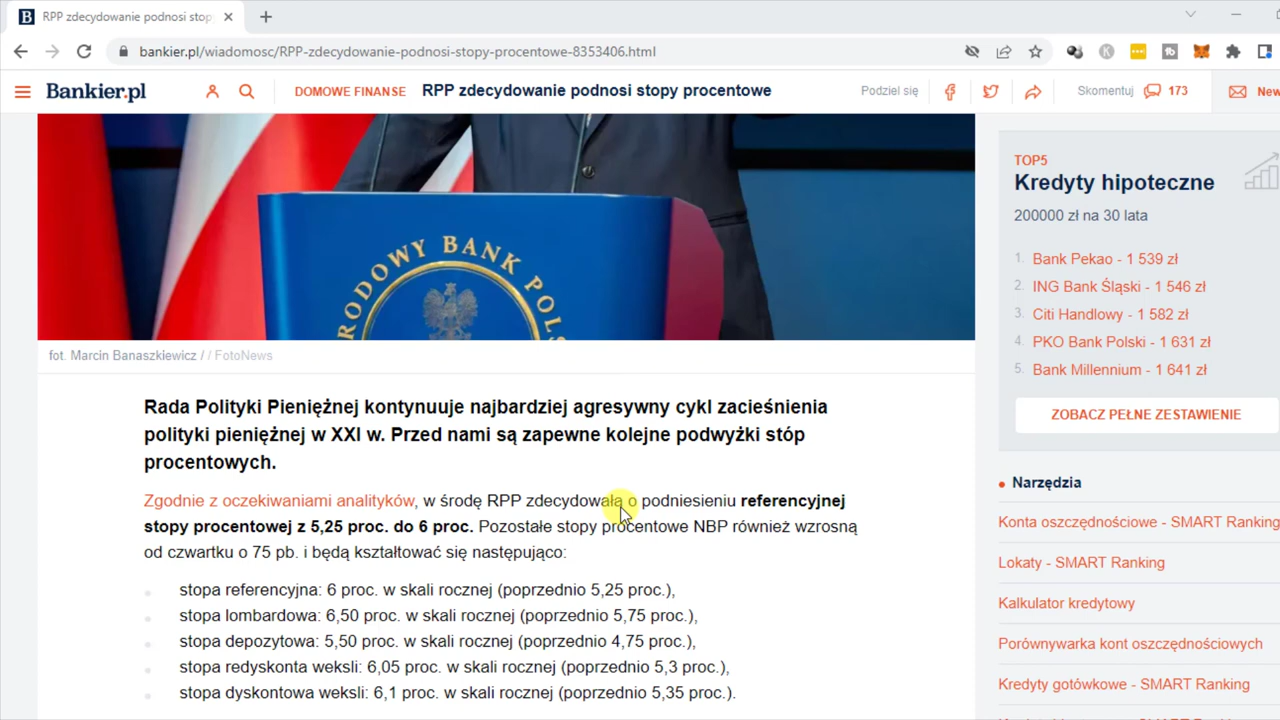 RPP zdecydowanie podnosi stop
bankier.pl/wiadomosc/RPP-zdecydowanie-podnosi-stopy-procentowe-8353406.html
Bankier.pl
DOMOWE FINANSE
RPP zdecydowanie podnosi stopy procentowe
Podziel się
Skomentuj 173
New
NARODOWY BANK POLS
fot. Marcin Banaszkiewicz / / FotoNews
Rada Polityki Pieniężnej kontynuuje najbardziej agresywny cykl zacieśnienia
polityki pieniężnej w XXI w. Przed nami są zapewne kolejne podwyżki stóp
procentowych.
Zgodnie z oczekiwaniami analityków, w środę RPP zdecydowała o podniesieniu referencyjnej
stopy procentowej z 5,25 proc. do 6 proc. Pozostałe stopy procentowe NBP również wzrosną
od czwartku o 75 pb. i będą kształtować się następująco:
stopa referencyjna: 6 proc. w skali rocznej (poprzednio 5,25 proc.),
stopa lombardowa: 6,50 proc. w skali rocznej (poprzednio 5,75 proc.),
stopa depozytowa: 5,50 proc. w skali rocznej (poprzednio 4,75 proc.),
stopa redyskonta weksli: 6,05 proc. w skali rocznej (poprzednio 5,3 proc.),
stopa dyskontowa weksli: 6,1 proc. w skali rocznej (poprzednio 5,35 proc.).
TOP5
Kredyty hipoteczne
200000 zł na 30 lata
1. Bank Pekao - 1 539 zł
2. ING Bank Śląski - 1 546 zł
3. Citi Handlowy - 1 582 zł
4. PKO Bank Polski - 1 631 zł
5. Bank Millennium - 1 641 zł
ZOBACZ PEŁNE ZESTAWIENIE
Narzędzia
Konta oszczędnościowe - SMART Ranking
Lokaty - SMART Ranking
Kalkulator kredytowy
Porównywarka kont oszczędnościowych
Kredyty gotówkowe - SMART Ranking